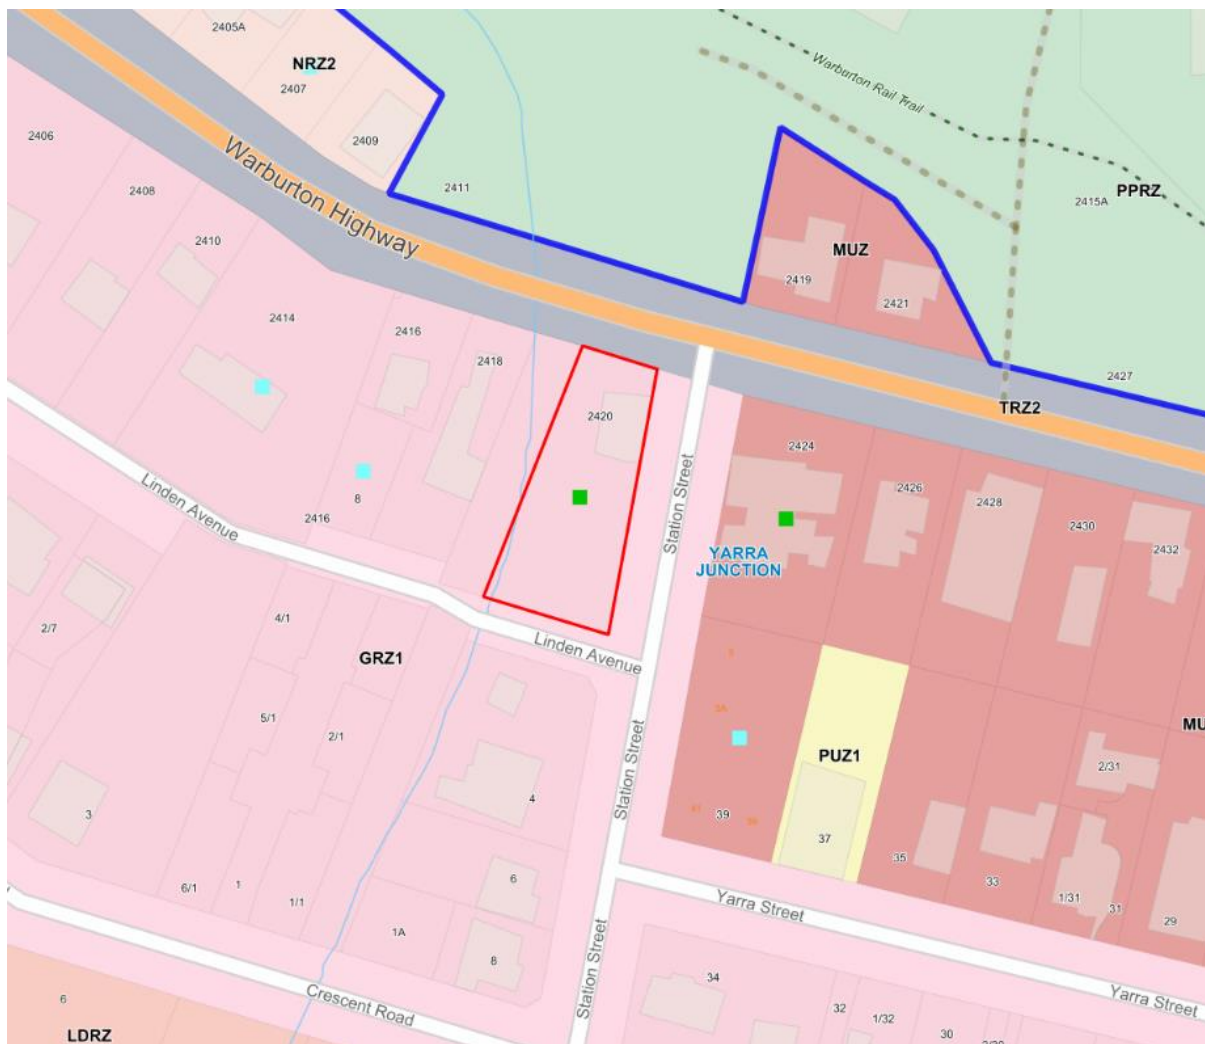 2405A
NRZ2
2407
2406
2409
Warburton Highway
2411
2408
2410
Warburton Rail Trail
PPRZ
2415A
MUZ
2419
2421
2414
2416
2418
2420
2427
TRZ2
2424
2426
2428
2430
2432
Linden Avenue
8
2416
Station Street
YARRA
JUNCTION
2/7
4/1
GRZ1
Linden Avenue
5/1
2/1
3
4
Station Street
3A
PUZ1
MU
2/31
39
37
35
33
1/31
31
29
6/1
1
1/1
1A
6
8
Yarra Street
Station Street
Crescent Road
6
LDRZ
34
32
1/32
30
Yarra Street